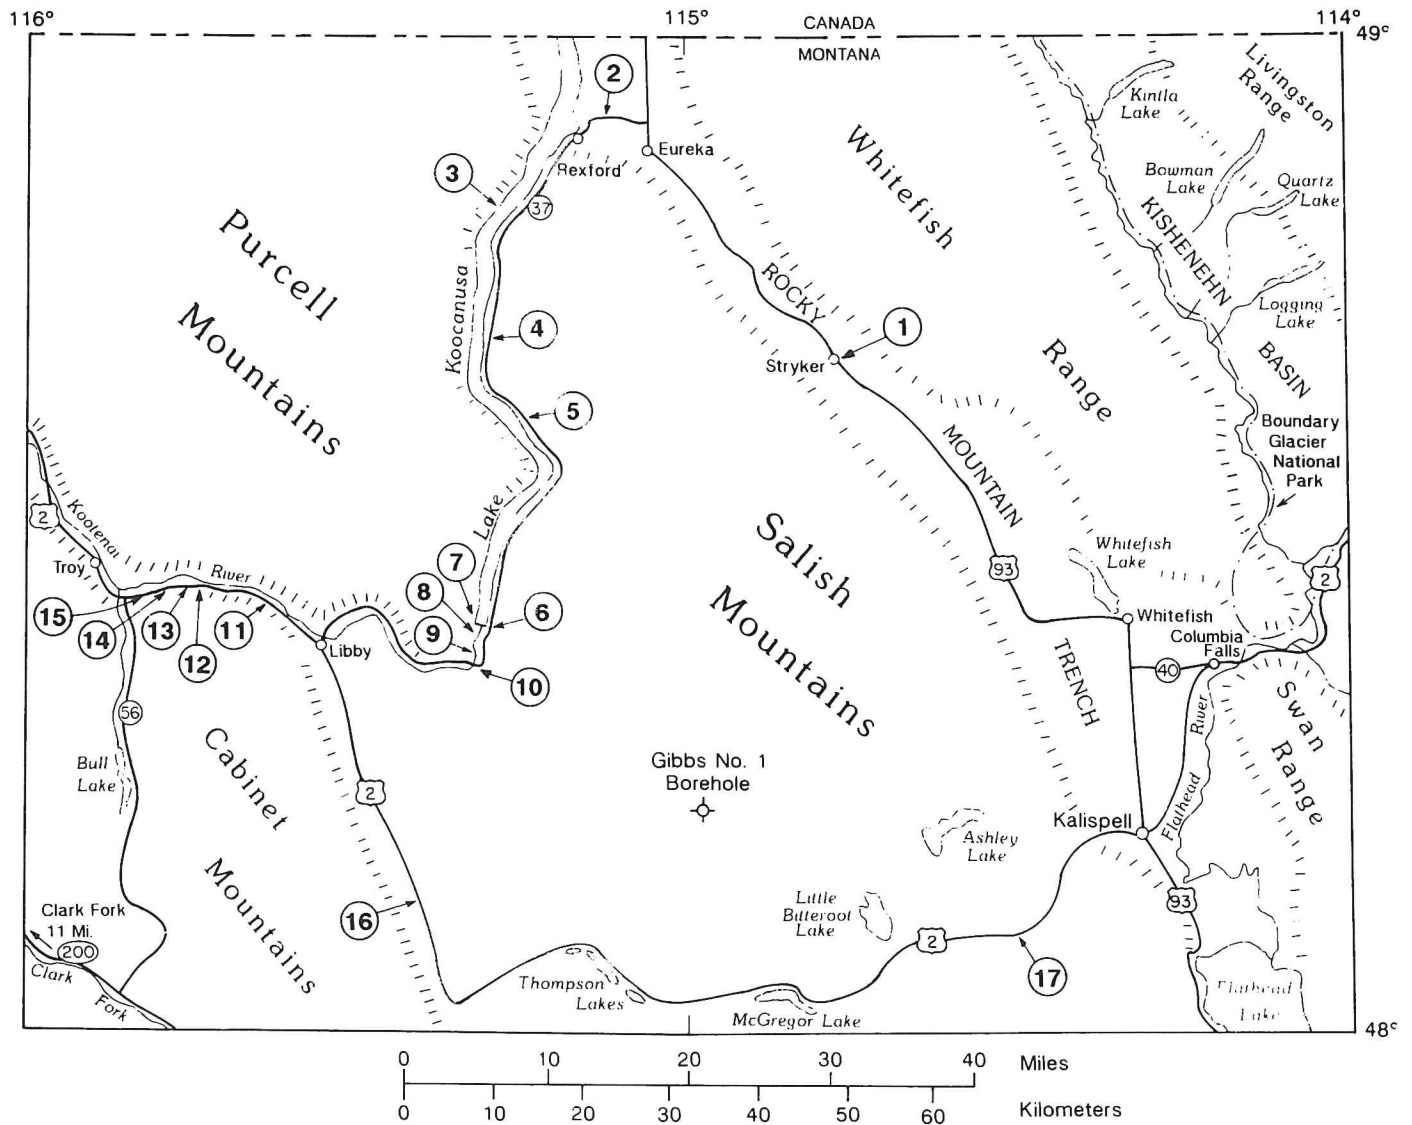 116°
115°
114°
CANADA
MONTANA
49°
2
Rexford
Eureka
3
37
Kintla
Lake
Livingston
Range
Bowman
Lake
Quartz
Lake
Whitefish
Range
KISHENEHN
BASIN
Logging
Lake
Purcell
Mountains
Koocanusa
Lake
4
5
ROCKY
MOUNTAIN
TRENCH
1
Stryker
Boundary
Glacier
National
Park
2
Kootenai
River
Troy
15
14
13
12
11
Libby
7
8
9
6
10
Salish
Mountains
93
Whitefish
Lake
Whitefish
Columbia
Falls
2
40
56
Bull
Lake
Cabinet
Mountains
2
Gibbs No. 1
Borehole
Swan
Range
River
Flathead
Kalispell
Ashley
Lake
16
Little
Bitteroot
Lake
2
17
93
Clark Fork
11 Mi.
200
Clark
Fork
Thompson
Lakes
McGregor Lake
Flathead
Lake
48°
0 10 20 30 40 Miles
0 10 20 30 40 50 60 Kilometers